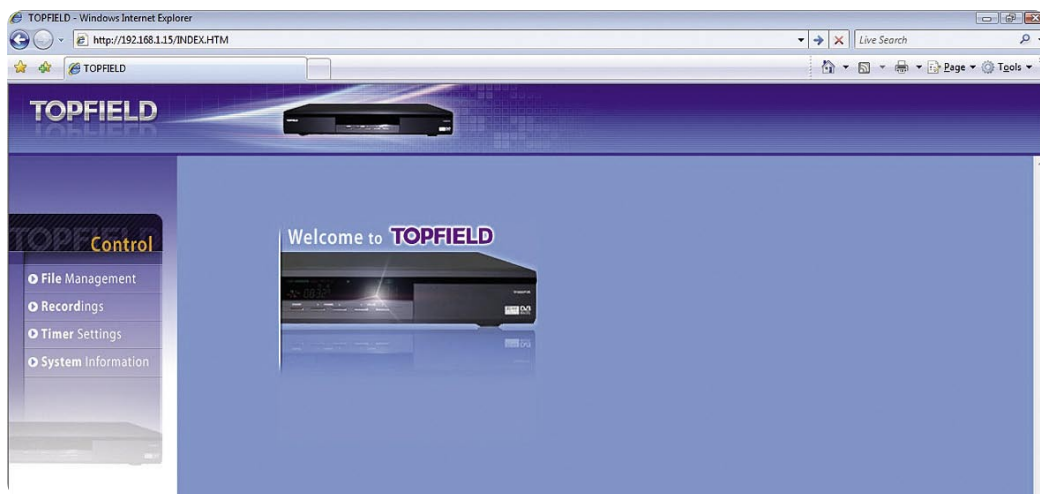 TOPFIELD - Windows Internet Explorer
http://192.168.1.15/INDEX.HTM
Live Search
TOPFIELD
Page
Tools
TOPFIELD
TOPFIELD
Control
File Management
Recordings
Timer Settings
System Information
Welcome to TOPFIELD